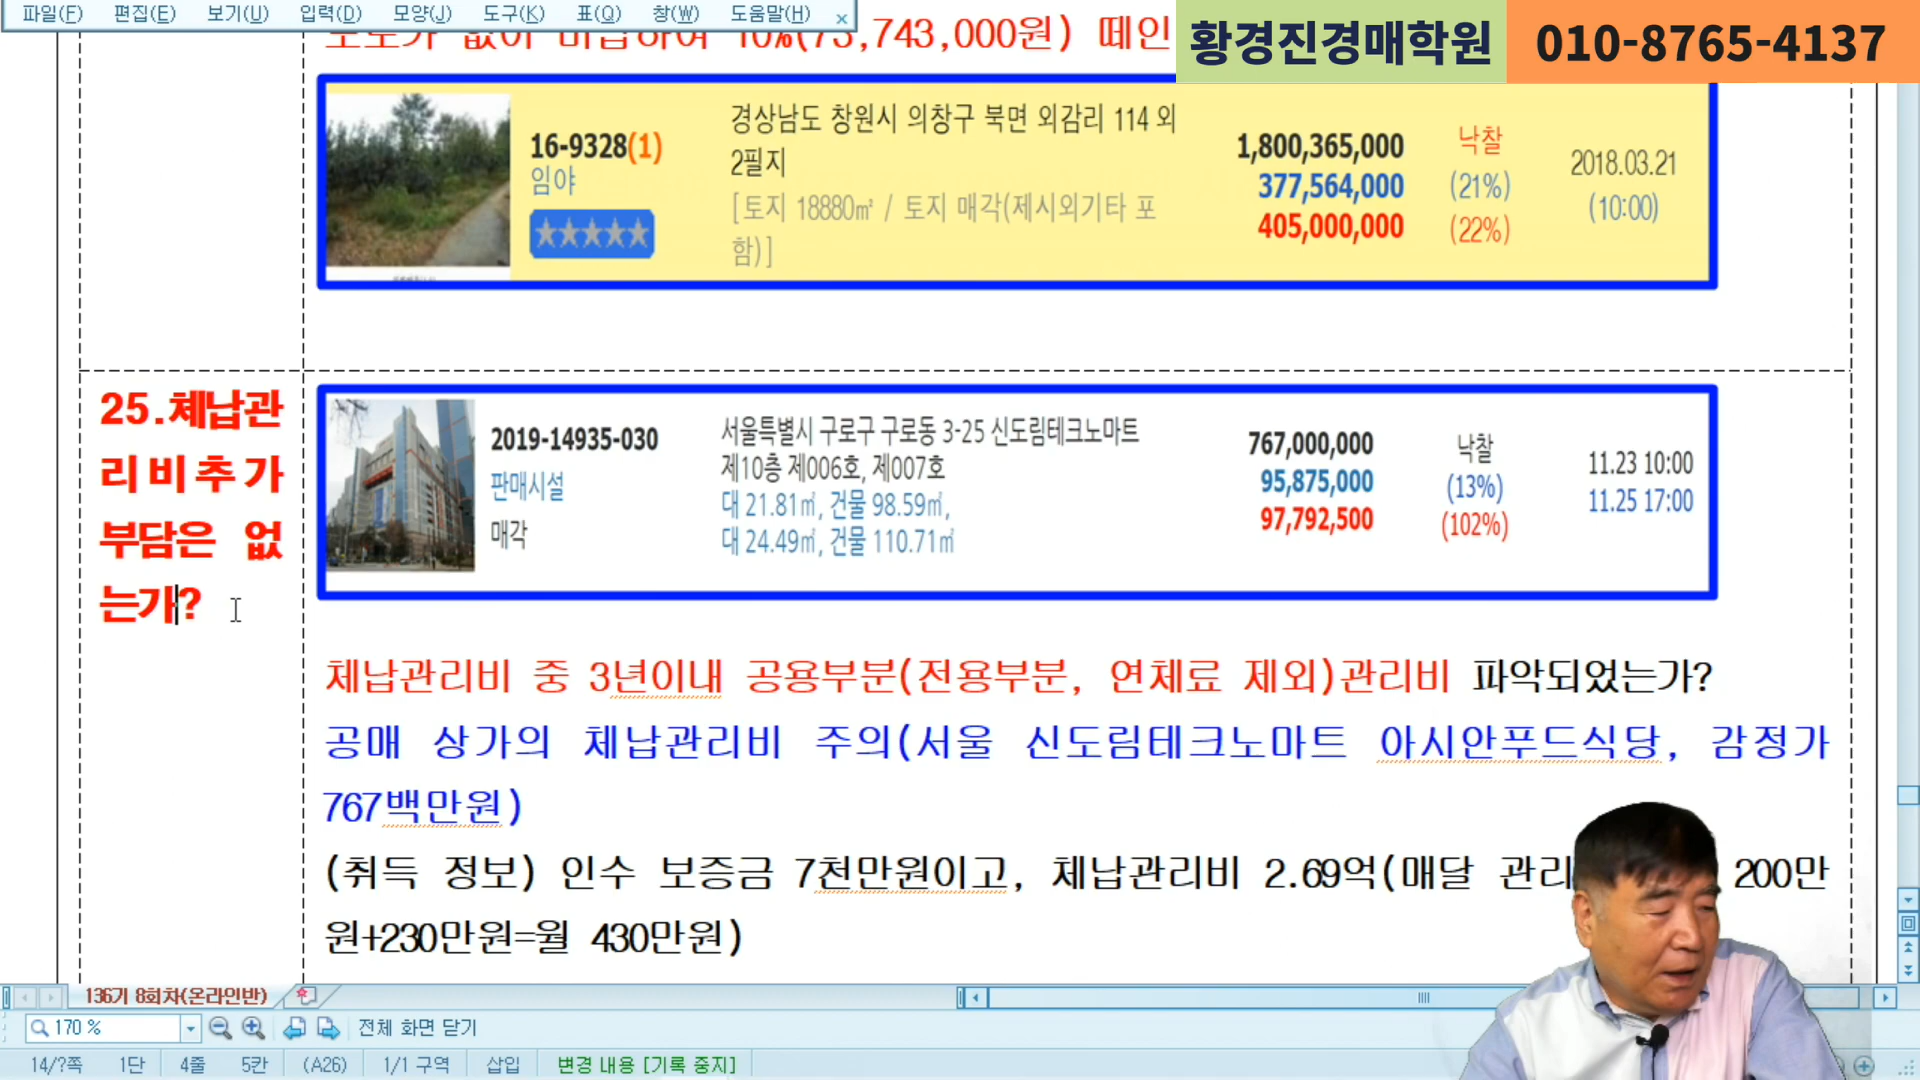 파일(F) 편집(E) 보기(U) 입력(D) 모양(J) 도구(K) 표(Q) 창(W) 도움말(H) x
없이 10%(73,743,000원) 떼인
황경진경매학원 010-8765-4137
16-9328(1)
임야
★★★★★
경상남도 창원시 의창구 북면 외감리 114 외
2필지
[토지 18880㎡ / 토지 매각(제시외기타 포
함)]
1,800,365,000
377,564,000
405,000,000
낙찰
(21%)
(22%)
2018.03.21
(10:00)
25.체납관
리비추가
부담은 없
는가?
2019-14935-030
판매시설
매각
서울특별시 구로구 구로동 3-25 신도림테크노마트
제10층 제006호, 제007호
대 21.81㎡, 건물 98.59㎡,
대 24.49㎡, 건물 110.71㎡
767,000,000
95,875,000
97,792,500
낙찰
(13%)
(102%)
11.23 10:00
11.25 17:00
체납관리비 중 3년이내 공용부분(전용부분, 연체료 제외)관리비 파악되었는가?
공매 상가의 체납관리비 주의(서울 신도림테크노마트 아시안푸드식당, 감정가
767백만원)
(취득 정보) 인수 보증금 7천만원이고, 체납관리비 2.69억(매달 관리 200만
원+230만원=월 430만원)
136기 8회차(온라인반)
170 % 전체 화면 닫기
14/?쪽 1단 4줄 5칸 (A26) 1/1 구역 삽입 변경 내용 [기록 중지]